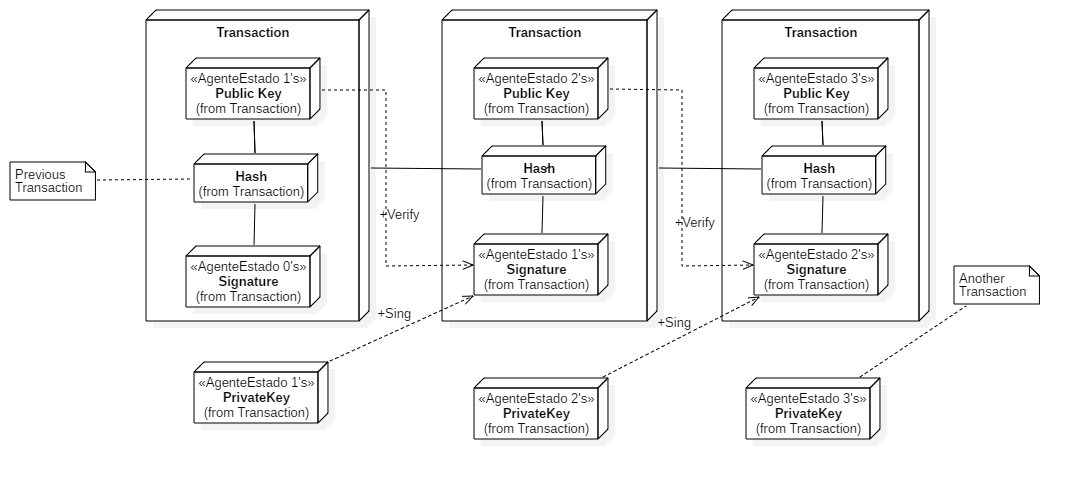 Transaction
«AgenteEstado 1's»
Public Key
(from Transaction)
Hash
(from Transaction)
«AgenteEstado 0's»
Signature
(from Transaction)
Previous
Transaction
Transaction
«AgenteEstado 2's»
Public Key
(from Transaction)
Hash
(from Transaction)
«AgenteEstado 1's»
Signature
(from Transaction)
+Verify
Transaction
«AgenteEstado 3's»
Public Key
(from Transaction)
Hash
(from Transaction)
«AgenteEstado 2's»
Signature
(from Transaction)
+Verify
Another
Transaction
+Sing
+Sing
«AgenteEstado 1's»
PrivateKey
(from Transaction)
«AgenteEstado 2's»
PrivateKey
(from Transaction)
«AgenteEstado 3's»
PrivateKey
(from Transaction)